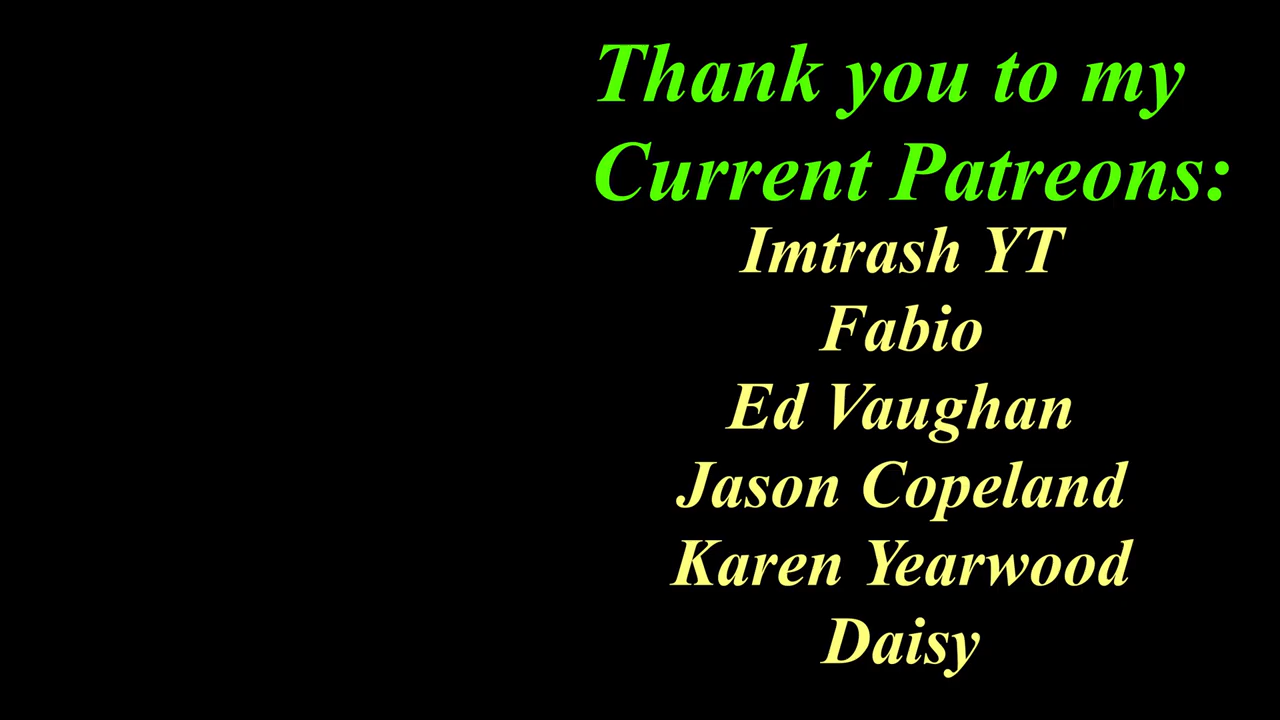 Thank you to my
Current Patreons:
Imtrash YT
Fabio
Ed Vaughan
Jason Copeland
Karen Yearwood
Daisy